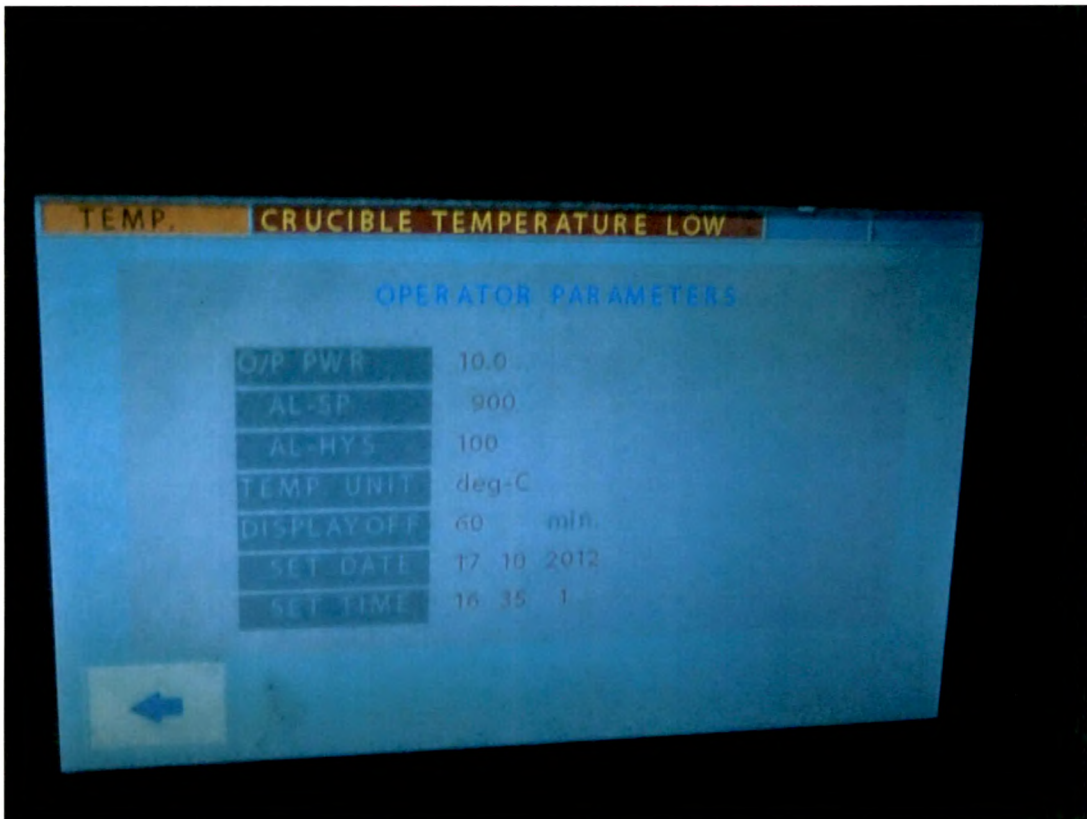 TEMP. CRUCIBLE TEMPERATURE LOW
OPERATOR PARAMETERS
O/P PWR 10.0
AL-SP 900
AL-HYS 100
TEMP. UNIT deg-C
DISPLAY OFF 60 min.
SET DATE 17 10 2012
SET TIME 16 35 1